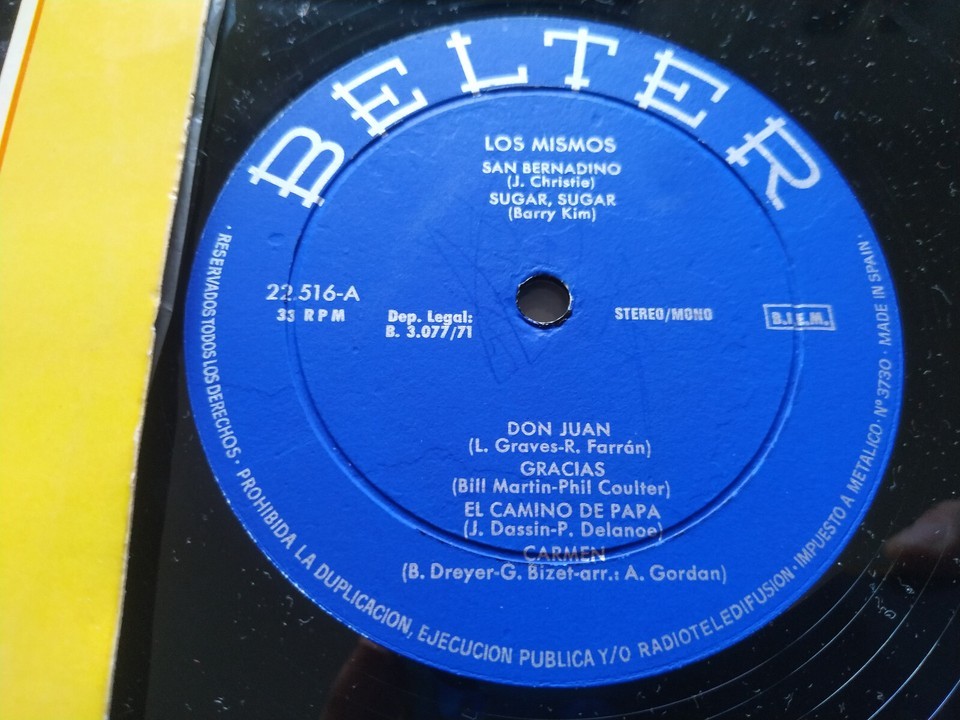 BELTER
LOS MISMOS
SAN BERNADINO
(J. Christie)
SUGAR, SUGAR
(Barry Kim)
22.516-A
33 RPM
Dep. Legal:
B. 3.077/71
STEREO/MONO
B.I.E.M.
DON JUAN
(L. Graves-R. Farrán)
GRACIAS
(Bill Martin-Phil Coulter)
EL CAMINO DE PAPA
(J. Dassin-P. Delanoe)
CARMEN
(B. Dreyer-G. Bizet-arr.: A. Gordan)
· RESERVADOS TODOS LOS DERECHOS · PROHIBIDA LA DUPLICACION, EJECUCION PUBLICA Y/O RADIOTELEDIFUSION · IMPUESTO A METALICO · Nº 3730 · MADE IN SPAIN ·